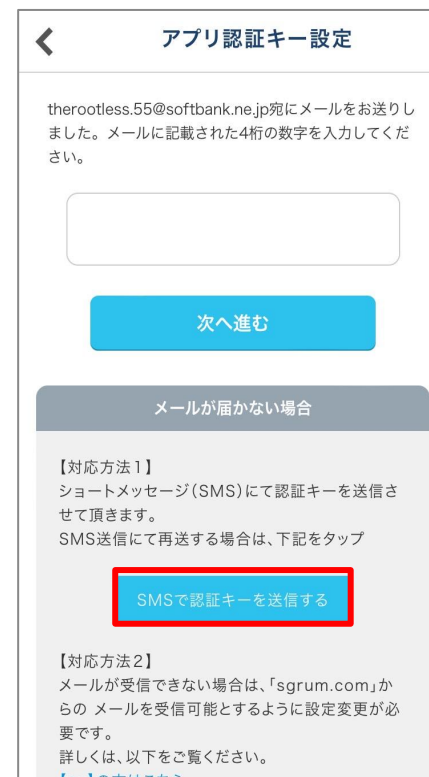 アプリ認証キー設定
therootless.55@softbank.ne.jp宛にメールをお送りし
ました。メールに記載された4桁の数字を入力してくだ
さい。
次へ進む
メールが届かない場合
【対応方法1】
ショートメッセージ(SMS)にて認証キーを送信さ
せて頂きます。
SMS送信にて再送する場合は、下記をタップ
SMSで認証キーを送信する
【対応方法2】
メールが受信できない場合は、「sgrum.com」か
らの メールを受信可能とするように設定変更が必
要です。
詳しくは、以下をご覧ください。